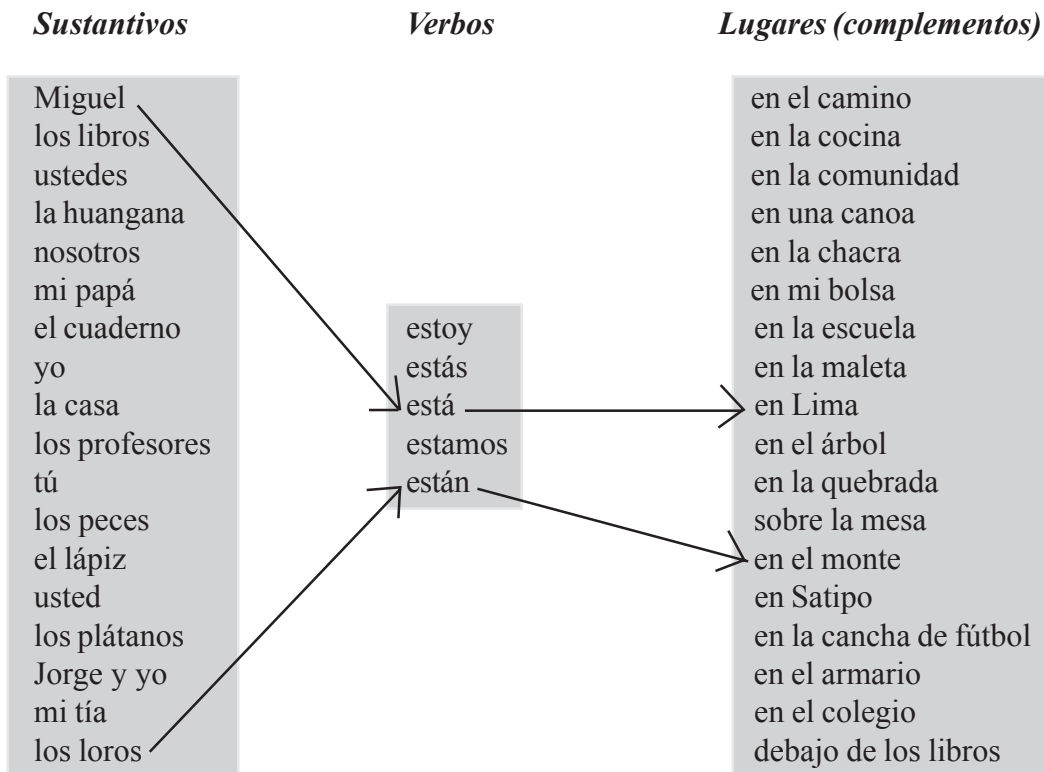 Sustantivos
Verbos
Lugares (complementos)
Miguel
los libros
ustedes
la huangana
nosotros
mi papá
el cuaderno
yo
la casa
los profesores
tú
los peces
el lápiz
usted
los plátanos
Jorge y yo
mi tía
los loros
estoy
estás
está
estamos
están
en el camino
en la cocina
en la comunidad
en una canoa
en la chacra
en mi bolsa
en la escuela
en la maleta
en Lima
en el árbol
en la quebrada
sobre la mesa
en el monte
en Satipo
en la cancha de fútbol
en el armario
en el colegio
debajo de los libros